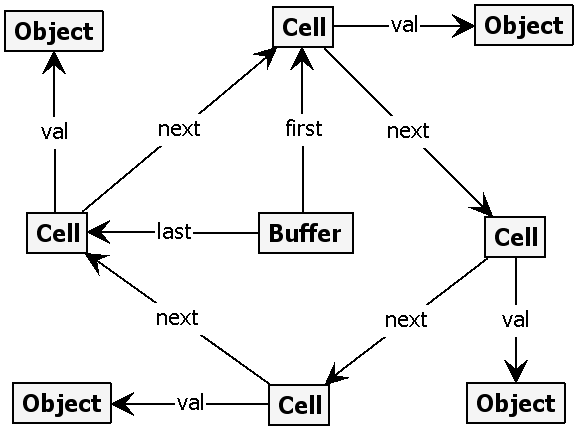 Cell
val
Object
Object
val
next
first
next
Cell
last
Buffer
Cell
next
next
val
Object
val
Cell
Object